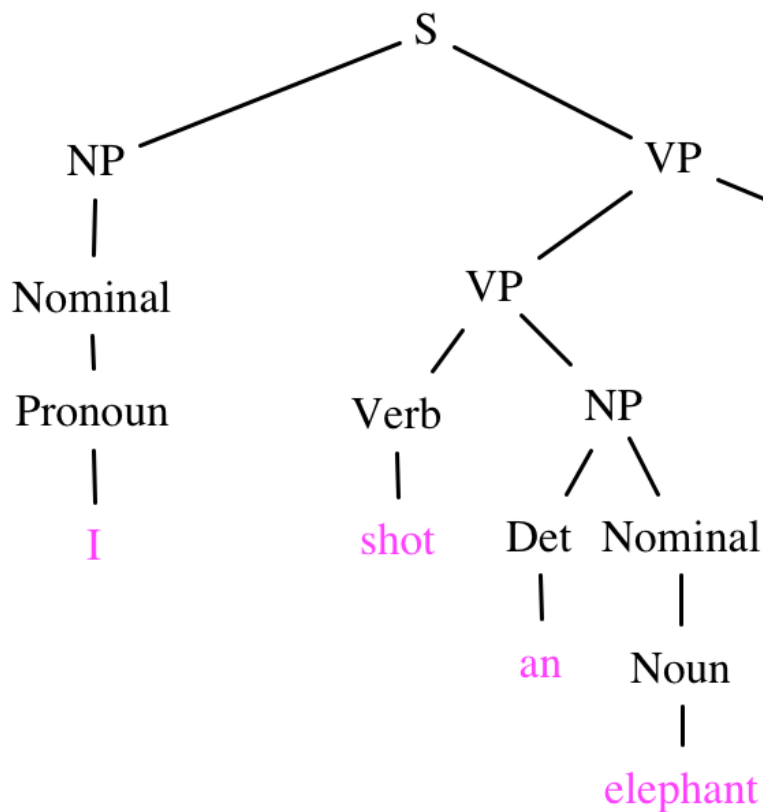 S
NP VP
Nominal VP
Pronoun Verb NP
I shot Det Nominal
an Noun
elephant